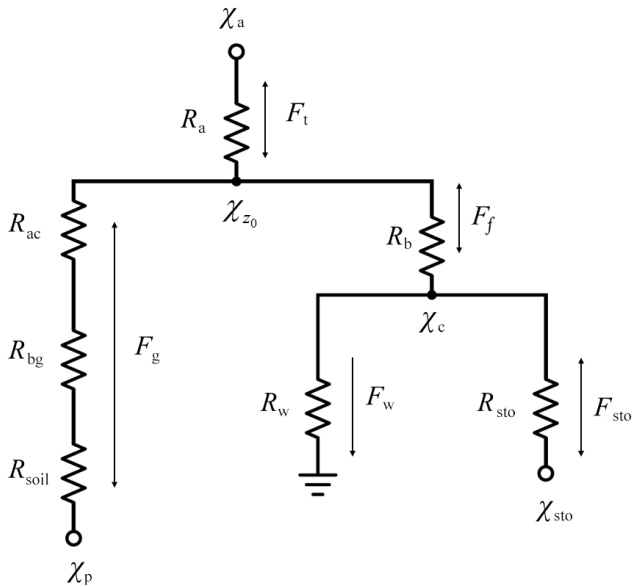 χa
Ra
Ft
Rac
χz0
Rb
Ff
χc
Rbg
Fg
Rw
Fw
Rsto
Fsto
Rsoil
χsto
χp